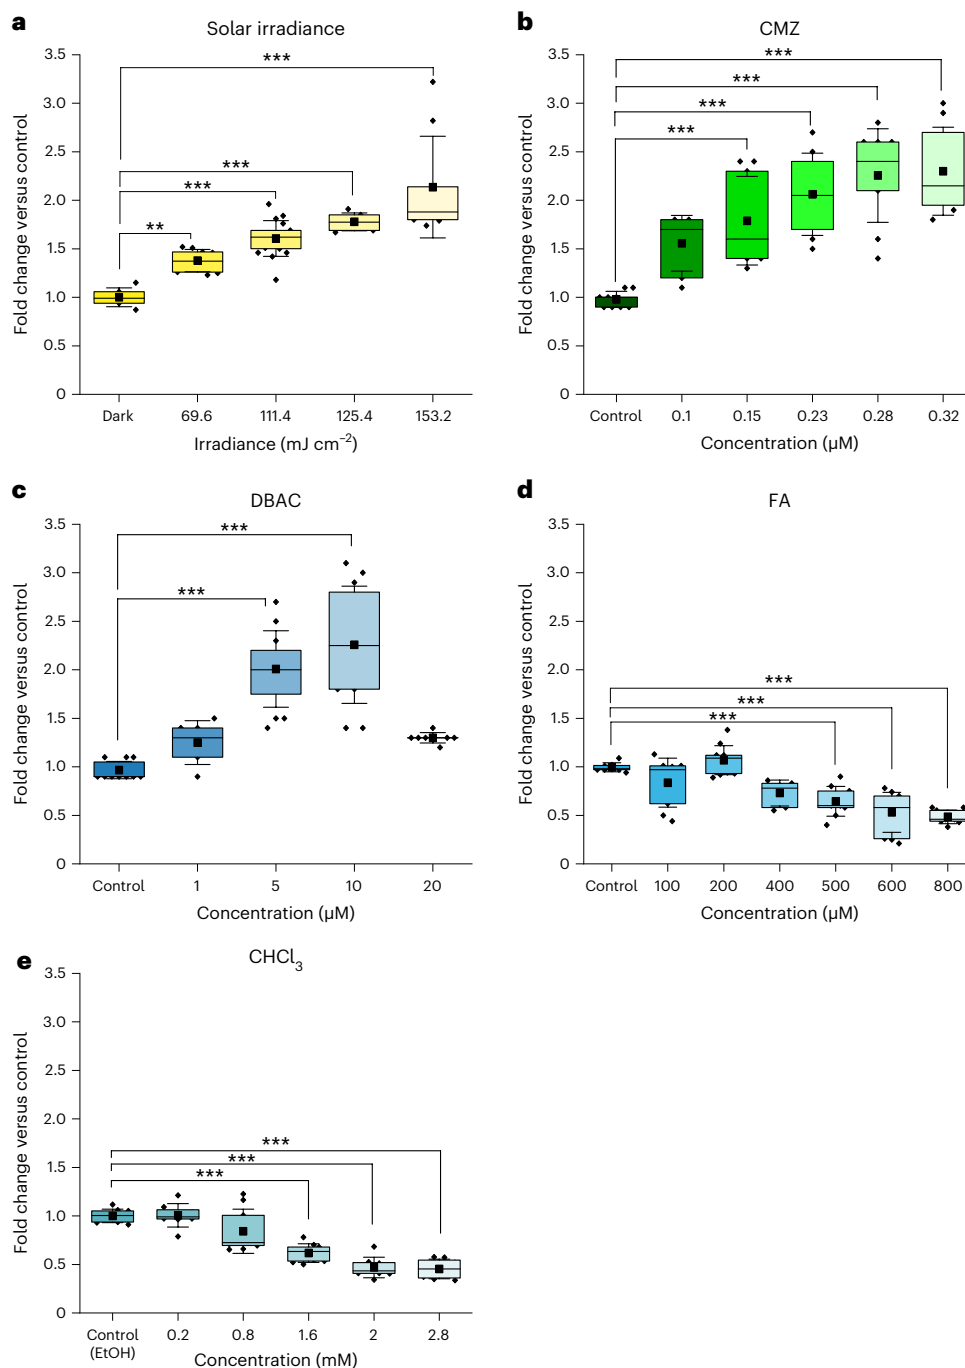 a
Solar irradiance
Fold change versus control
3.5
3.0
2.5
2.0
1.5
1.0
0.5
0
***
***
***
**
Dark 69.6 111.4 125.4 153.2
Irradiance (mJ cm⁻²)
b
CMZ
Fold change versus control
3.5
3.0
2.5
2.0
1.5
1.0
0.5
0
***
***
***
***
Control 0.1 0.15 0.23 0.28 0.32
Concentration (µM)
c
DBAC
Fold change versus control
3.5
3.0
2.5
2.0
1.5
1.0
0.5
0
***
***
Control 1 5 10 20
Concentration (µM)
d
FA
Fold change versus control
3.5
3.0
2.5
2.0
1.5
1.0
0.5
0
***
***
***
Control 100 200 400 500 600 800
Concentration (µM)
e
CHCl₃
Fold change versus control
3.5
3.0
2.5
2.0
1.5
1.0
0.5
0
***
***
***
Control 0.2 0.8 1.6 2 2.8
(EtOH)
Concentration (mM)